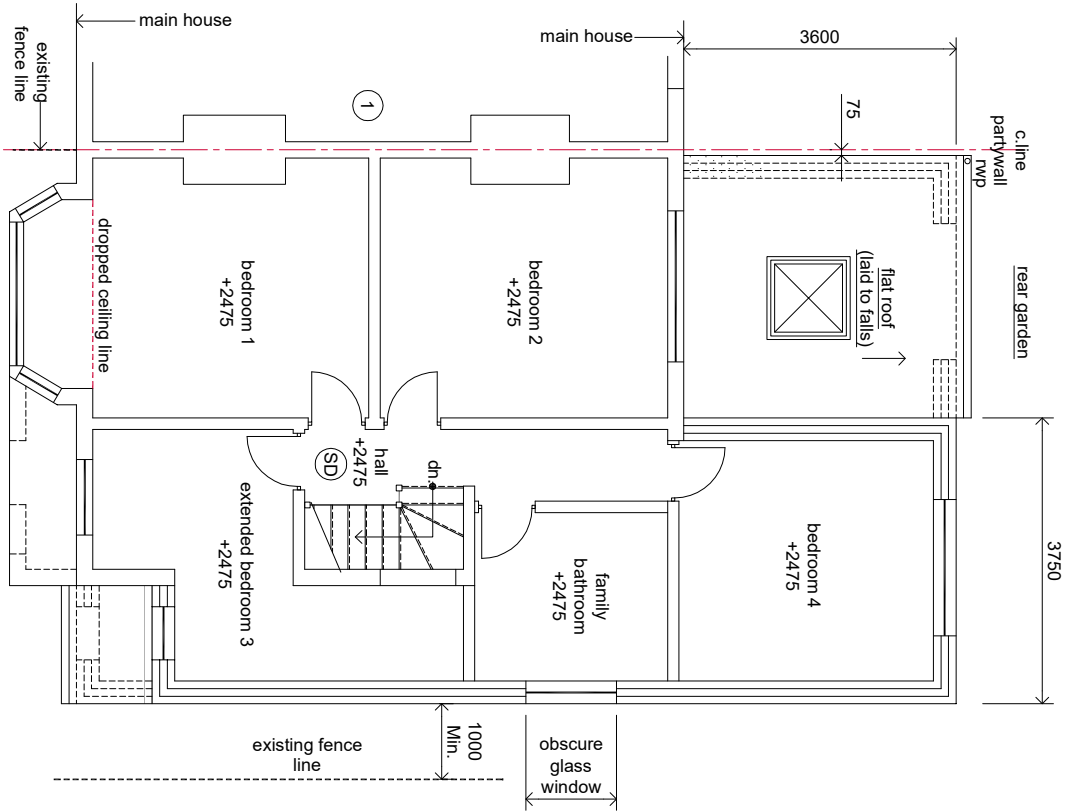 main house
main house
3600
existing
fence line
1
75
c.line
partywall
rwp
dropped ceiling line
bedroom 1
+2475
bedroom 2
+2475
flat roof
(laid to falls)
rear garden
hall
+2475
SD
dn.
extended bedroom 3
+2475
family
bathroom
+2475
bedroom 4
+2475
3750
1000
Min.
existing fence
line
obscure
glass
window